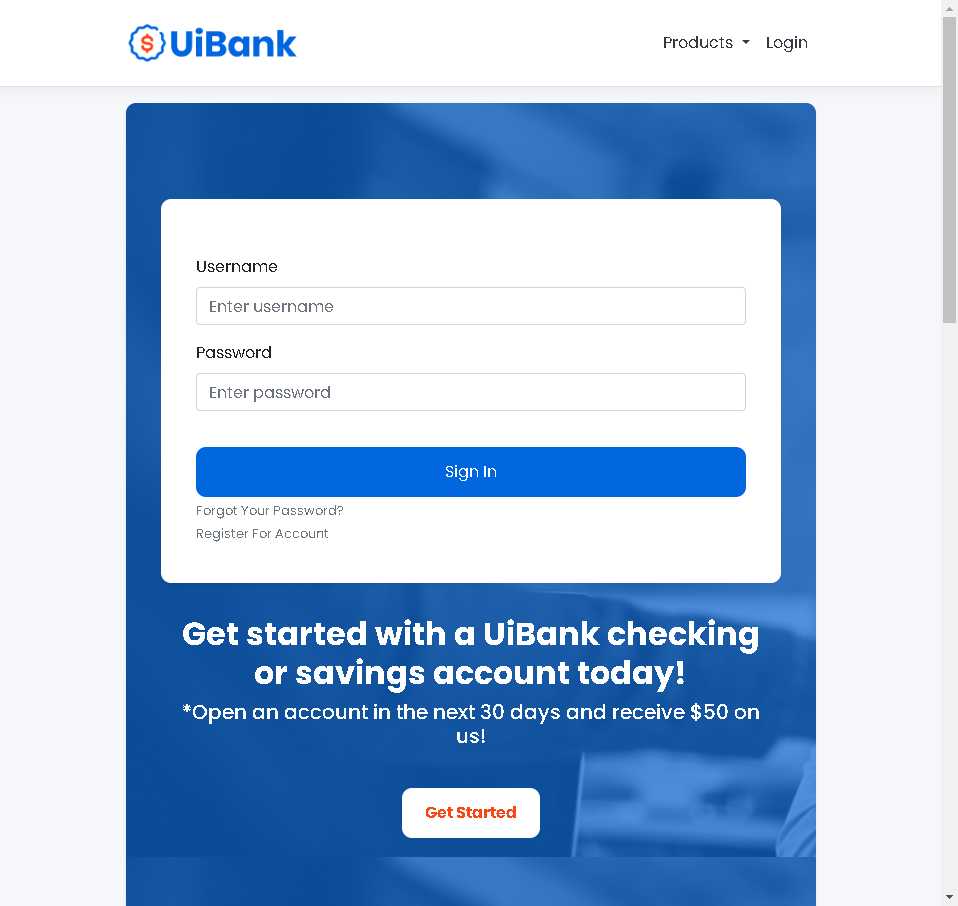 UiBank
Products
Login
Username
Enter username
Password
Enter password
Sign In
Forgot Your Password?
Register For Account
Get started with a UiBank checking
or savings account today!
*Open an account in the next 30 days and receive $50 on
us!
Get Started